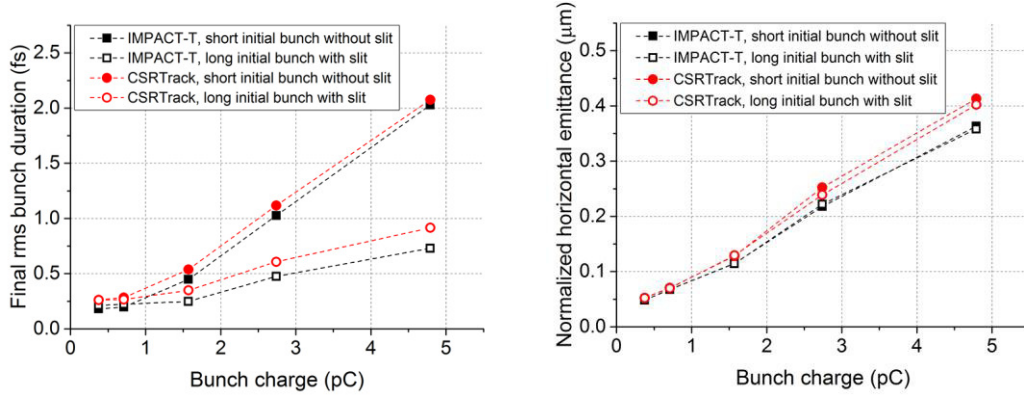 IMPACT-T, short initial bunch without slit
IMPACT-T, long initial bunch with slit
CSRTrack, short initial bunch without slit
CSRTrack, long initial bunch with slit
Final rms bunch duration (fs)
2.5
2.0
1.5
1.0
0.5
0.0
0 1 2 3 4 5
Bunch charge (pC)
IMPACT-T, short initial bunch without slit
IMPACT-T, long initial bunch with slit
CSRTrack, short initial bunch without slit
CSRTrack, long initial bunch with slit
Normalized horizontal emittance (μm)
0.5
0.4
0.3
0.2
0.1
0.0
0 1 2 3 4 5
Bunch charge (pC)